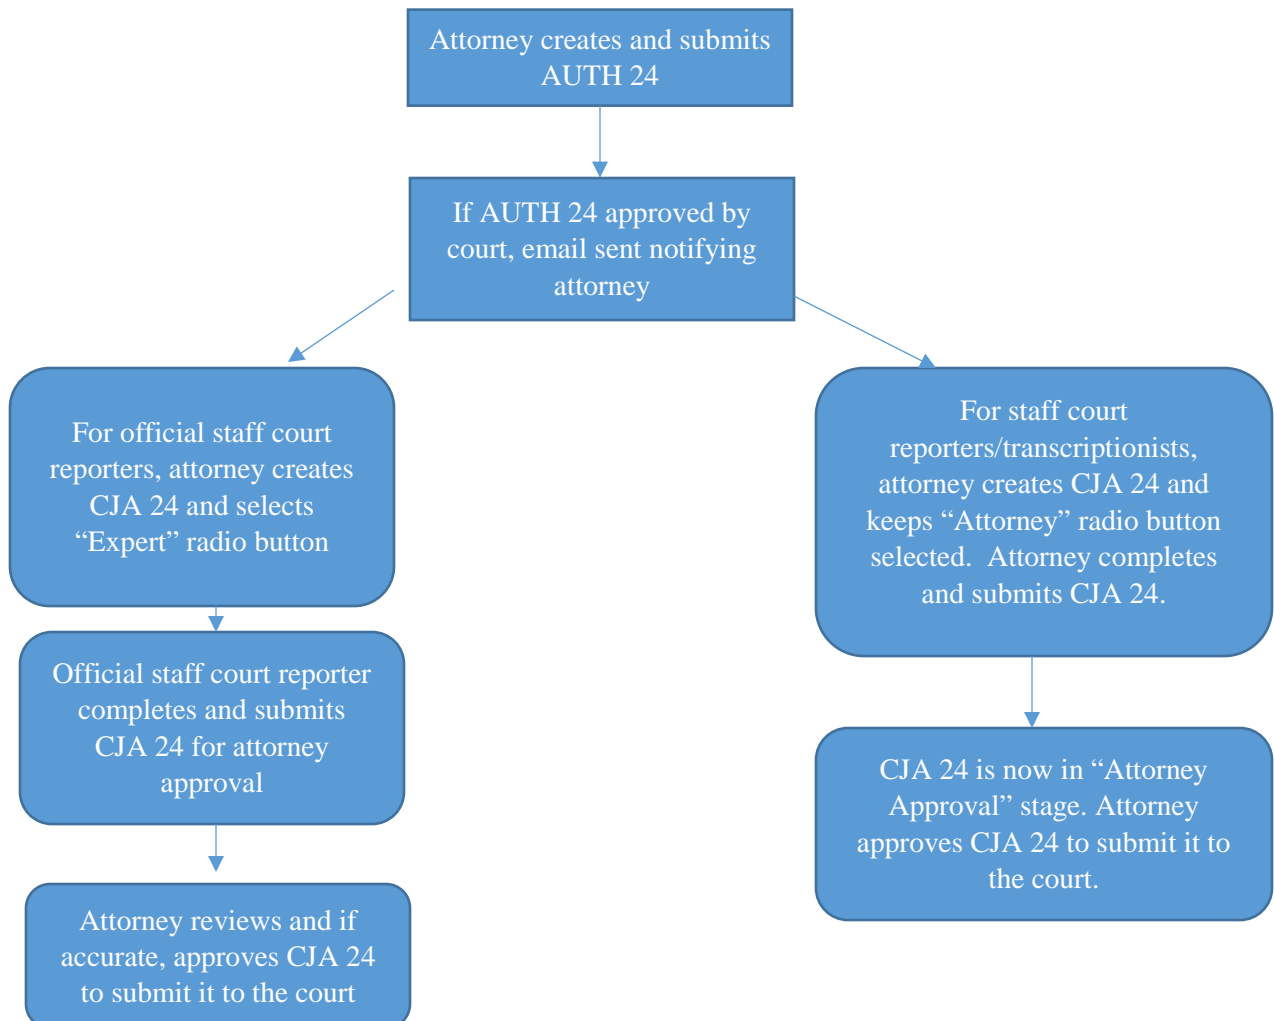 Attorney creates and submits
AUTH 24
If AUTH 24 approved by
court, email sent notifying
attorney
For official staff court
reporters, attorney creates
CJA 24 and selects
“Expert” radio button
Official staff court reporter
completes and submits
CJA 24 for attorney
approval
Attorney reviews and if
accurate, approves CJA 24
to submit it to the court
For staff court
reporters/transcriptionists,
attorney creates CJA 24 and
keeps “Attorney” radio button
selected.  Attorney completes
and submits CJA 24.
CJA 24 is now in “Attorney
Approval” stage. Attorney
approves CJA 24 to submit it to
the court.